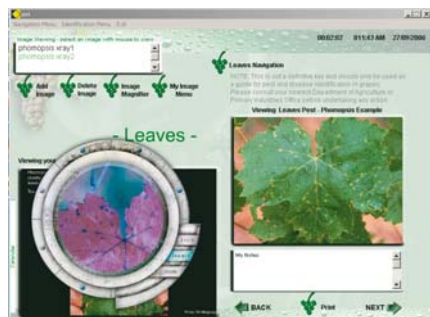 Navigation Menu Identification Menu Exit
Image Viewing - select an image with mouse to view
phomopsis xray1
phomopsis xray2
00:02:02 011:43 AM 27/09/2000
Add Image
Delete Image
Image Magnifier
My Image Menu
Leaves Navigation
NOTE: This is not a definitive key and should only be used as
a guide for pest and disease identification in grapes.
Please consult your nearest Department of Agriculture or
Primary Industries Office before undertaking any action.
- Leaves -
Viewing Leaves Pest - Phomopsis Example
Viewing your
My Notes:
BACK
Print
NEXT